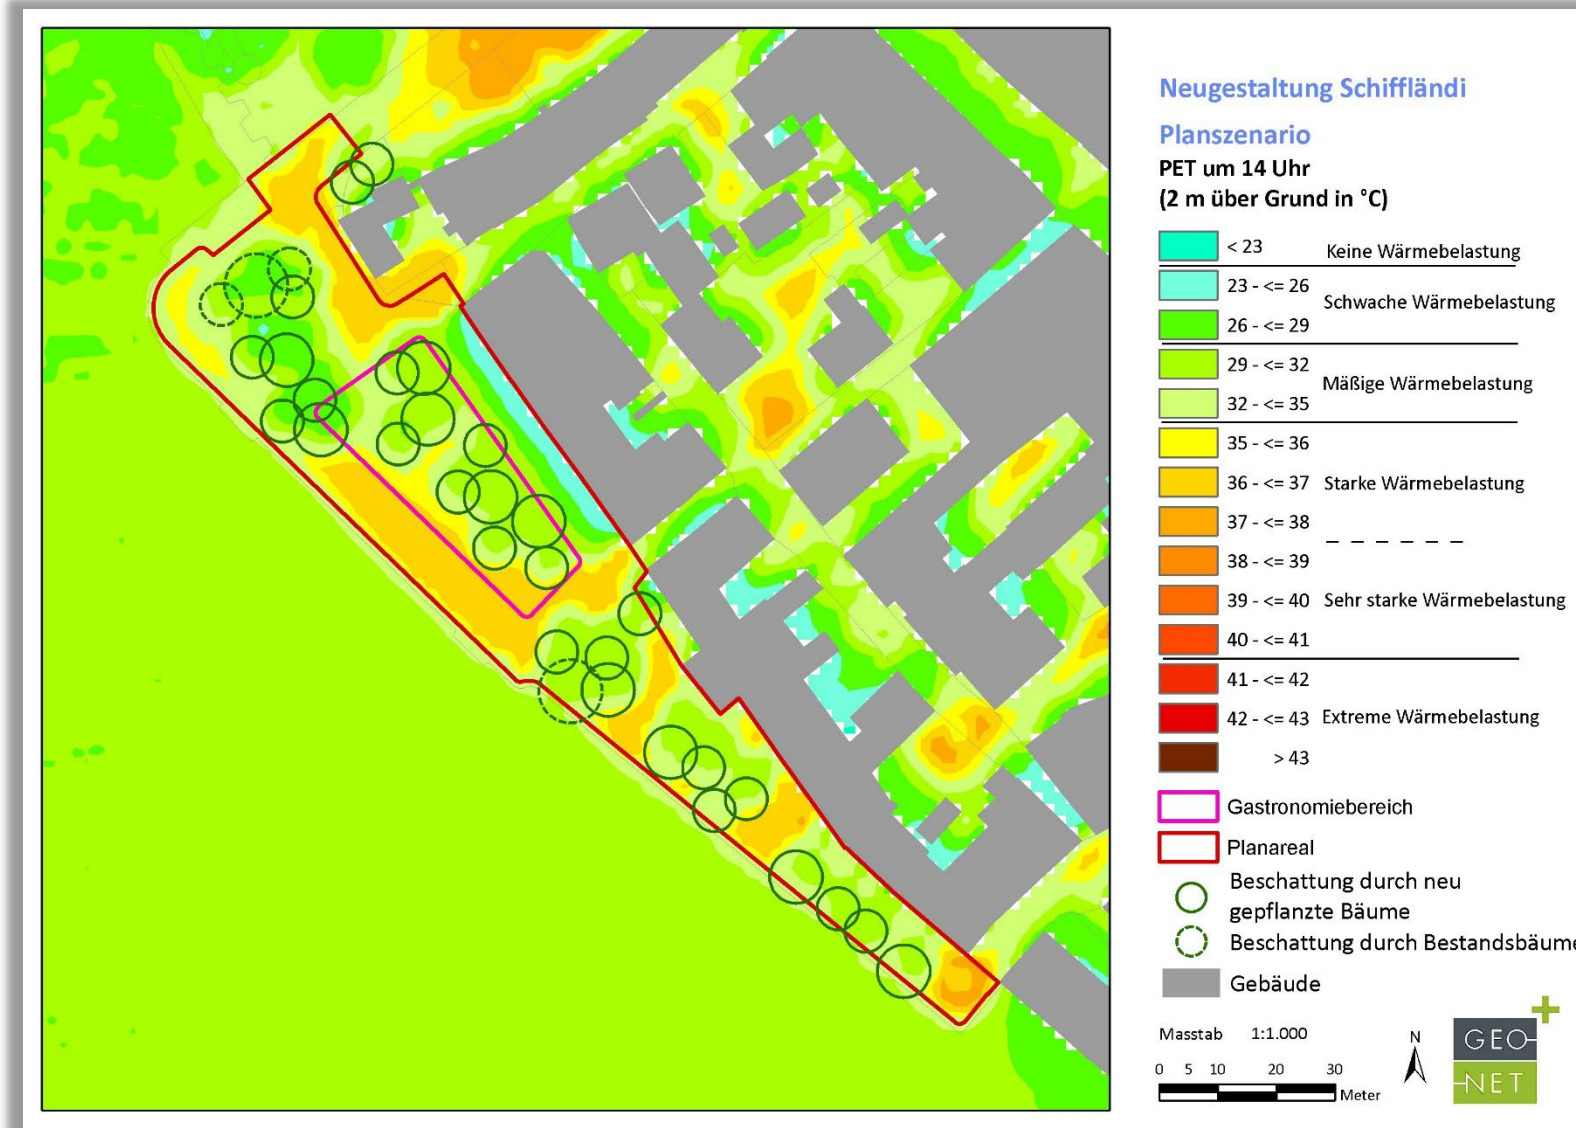 Neugestaltung Schiffländi
Planszenario
PET um 14 Uhr
(2 m über Grund in °C)
< 23 Keine Wärmebelastung
23 - <= 26
Schwache Wärmebelastung
26 - <= 29
29 - <= 32
Mäßige Wärmebelastung
32 - <= 35
35 - <= 36
36 - <= 37 Starke Wärmebelastung
37 - <= 38
38 - <= 39
39 - <= 40 Sehr starke Wärmebelastung
40 - <= 41
41 - <= 42
42 - <= 43 Extreme Wärmebelastung
> 43
Gastronomiebereich
Planareal
Beschattung durch neu
gepflanzte Bäume
Beschattung durch Bestandsbäume
Gebäude
Masstab 1:1.000
0 5 10 20 30
Meter
N
GEO
NET